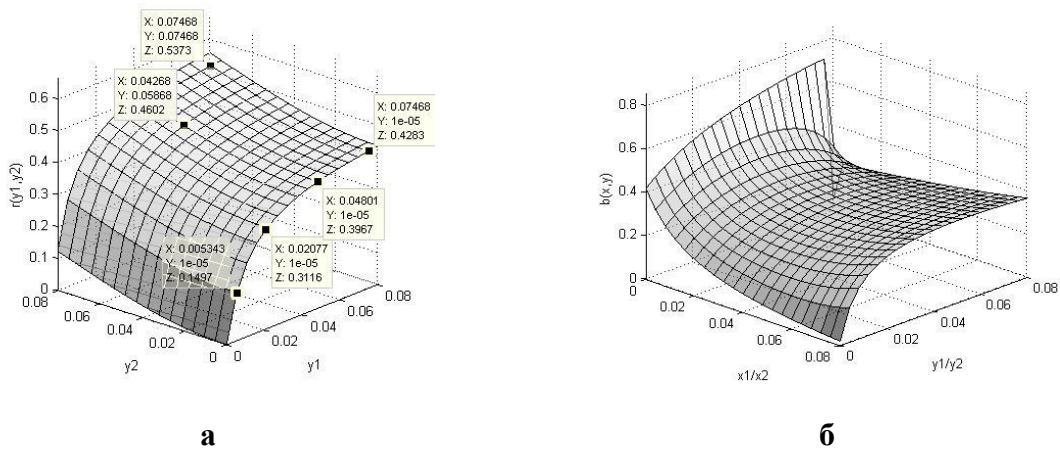 X: 0.07468
Y: 0.07468
Z: 0.5373
X: 0.04268
Y: 0.05868
Z: 0.4602
X: 0.07468
Y: 1e-05
Z: 0.4283
X: 0.04801
Y: 1e-05
Z: 0.3967
X: 0.005343
Y: 1e-05
Z: 0.1497
X: 0.02077
Y: 1e-05
Z: 0.3116
r(y1,y2)
0.6
0.5
0.4
0.3
0.2
0.1
0
0.08
0.06
0.04
0.02
0
y2
0
0.02
0.04
0.06
0.08
y1
а
b(x,y)
0.8
0.6
0.4
0.2
0
0
0.02
0.04
0.06
0.08
x1/x2
0
0.02
0.04
0.06
0.08
y1/y2
б